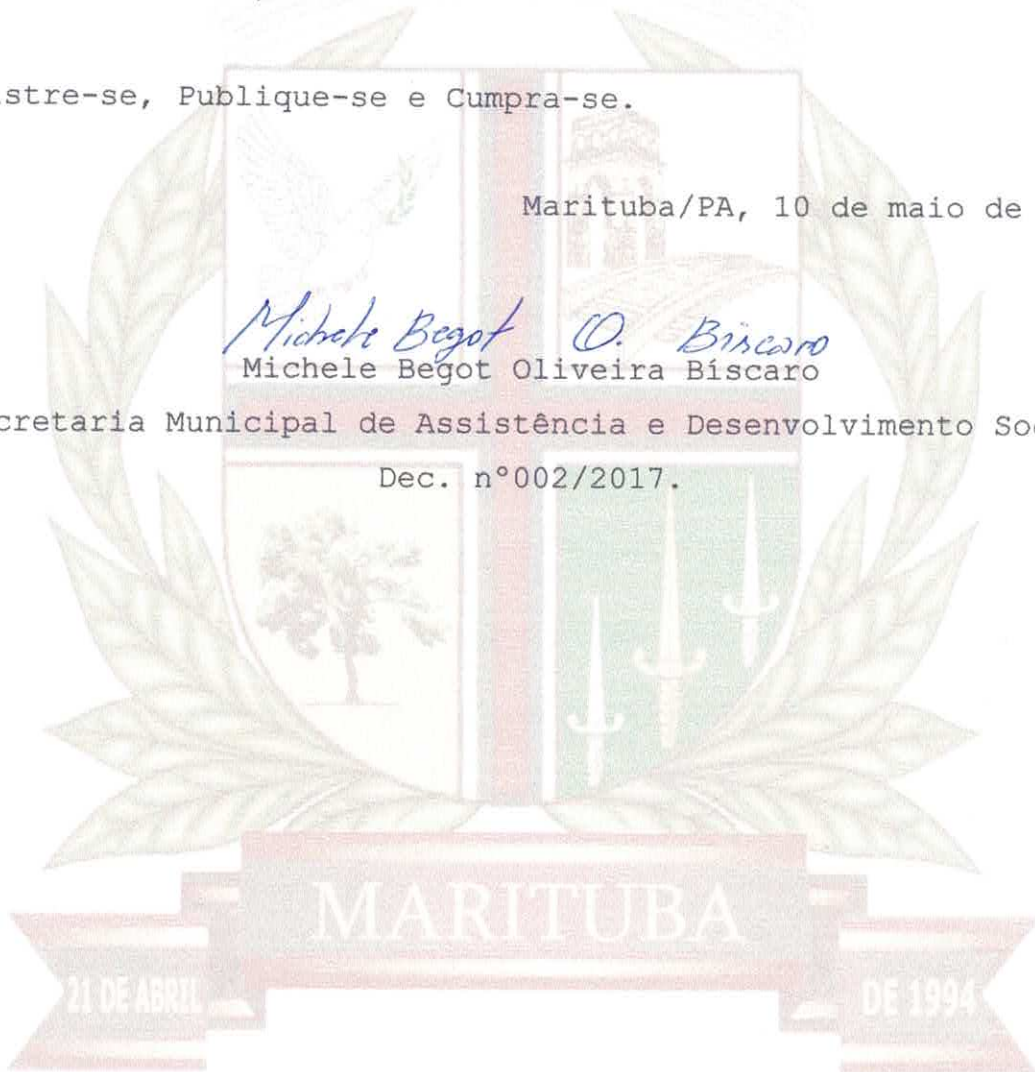 stre-se, Publique-se e Cumpra-se.
Marituba/PA, 10 de maio de
Michele Begot O. Biscaro
Michele Begot Oliveira Bíscaro
cretaria Municipal de Assistência e Desenvolvimento So
Dec. n°002/2017.
MARITUBA
21 DE ABRIL DE 1994